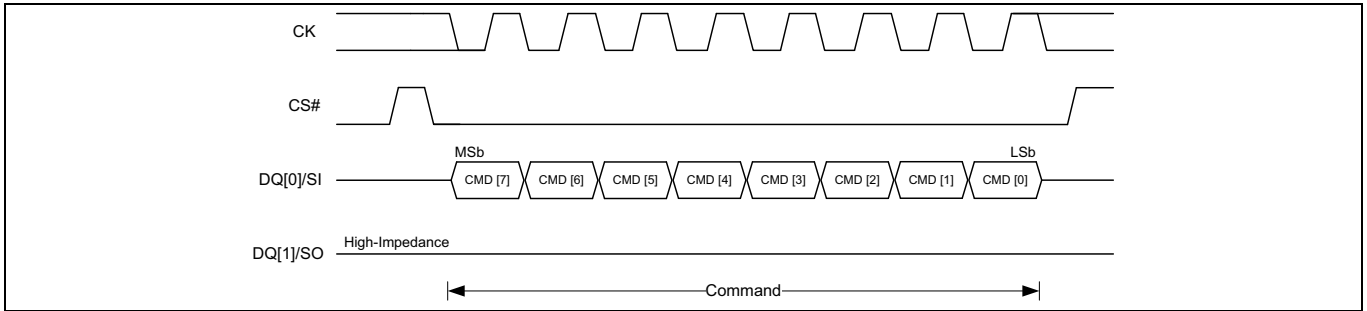 CK
CS#
MSb LSb
DQ[0]/SI CMD [7] CMD [6] CMD [5] CMD [4] CMD [3] CMD [2] CMD [1] CMD [0]
High-Impedance
DQ[1]/SO
Command